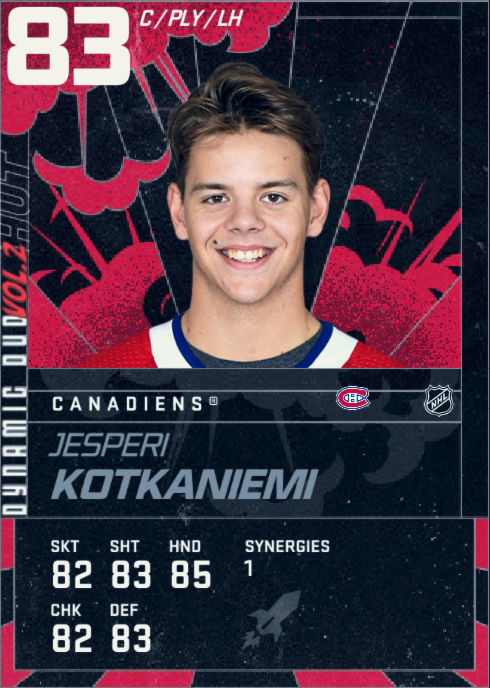 83
C/PLY/LH
HUT
DYNAMIC DUO VOL.2
CANADIENS
NHL
JESPERI
KOTKANIEMI
SKT SHT HND SYNERGIES
82 83 85 1
CHK DEF
82 83